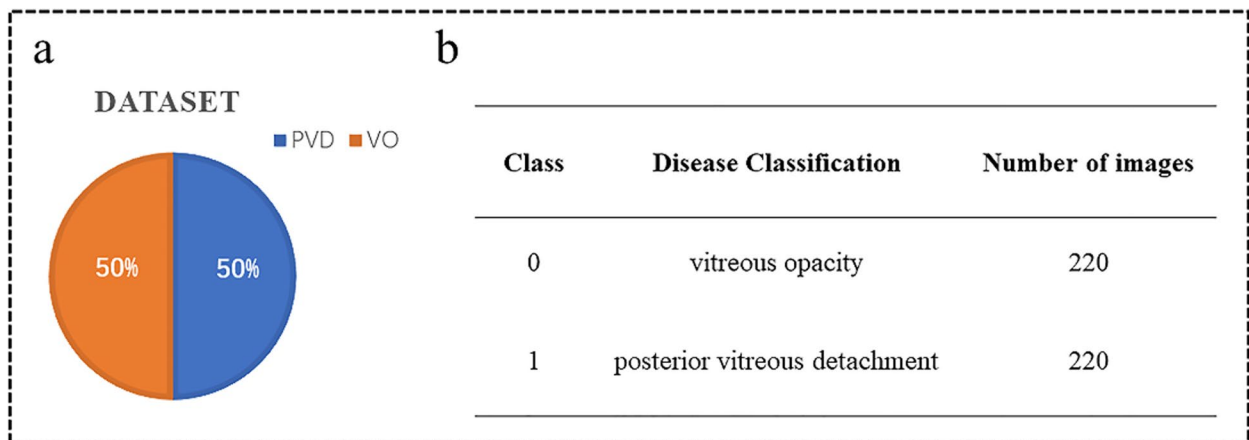 a
DATASET
PVD VO
50% 50%
b
Class Disease Classification Number of images
0 vitreous opacity 220
1 posterior vitreous detachment 220